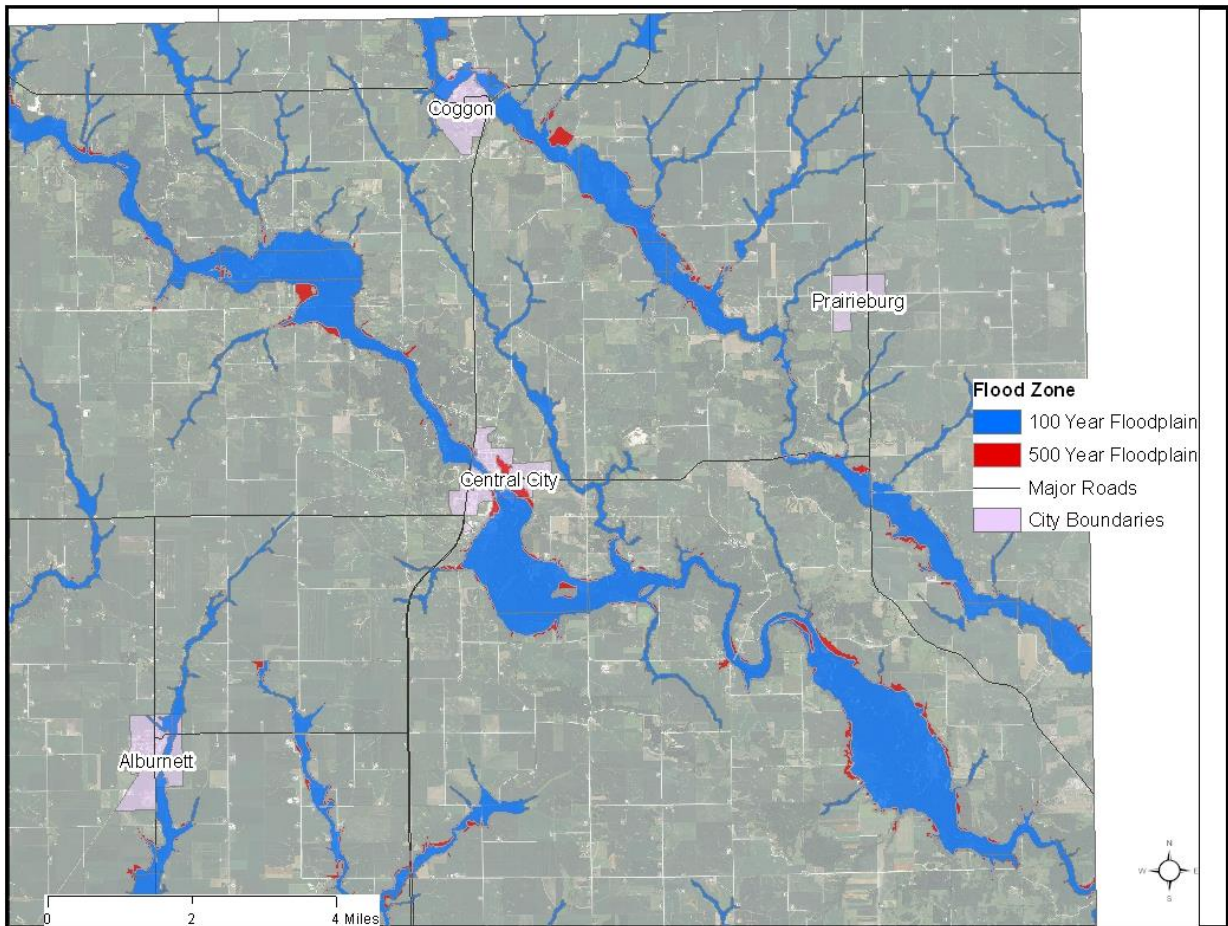 Coggon
Prairieburg
Flood Zone
100 Year Floodplain
500 Year Floodplain
Major Roads
City Boundaries
Central City
Alburnett
N
W E
S
0 2 4 Miles